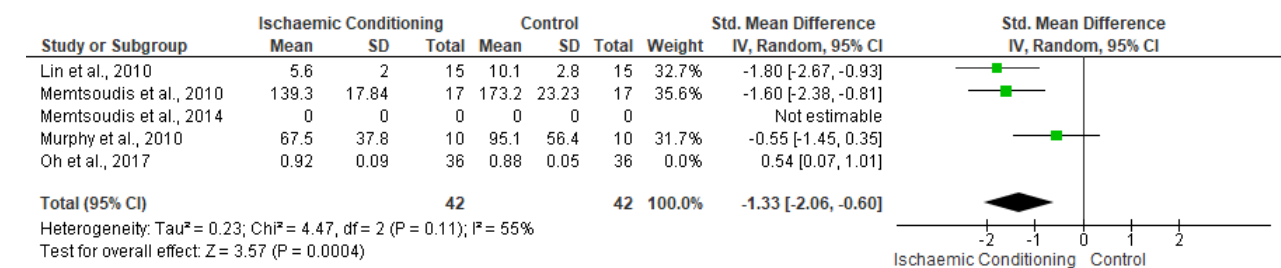 Ischaemic Conditioning Control Std. Mean Difference Std. Mean Difference
Study or Subgroup Mean SD Total Mean SD Total Weight IV, Random, 95% CI IV, Random, 95% CI
Lin et al., 2010 5.6 2 15 10.1 2.8 15 32.7% -1.80 [-2.67, -0.93]
Memtsoudis et al., 2010 139.3 17.84 17 173.2 23.23 17 35.6% -1.60 [-2.38, -0.81]
Memtsoudis et al., 2014 0 0 0 0 0 0 Not estimable
Murphy et al., 2010 67.5 37.8 10 95.1 56.4 10 31.7% -0.55 [-1.45, 0.35]
Oh et al., 2017 0.92 0.09 36 0.88 0.05 36 0.0% 0.54 [0.07, 1.01]
Total (95% CI) 42 42 100.0% -1.33 [-2.06, -0.60]
Heterogeneity: Tau² = 0.23; Chi² = 4.47, df = 2 (P = 0.11); I² = 55%
Test for overall effect: Z = 3.57 (P = 0.0004)
-2 -1 0 1 2
Ischaemic Conditioning Control